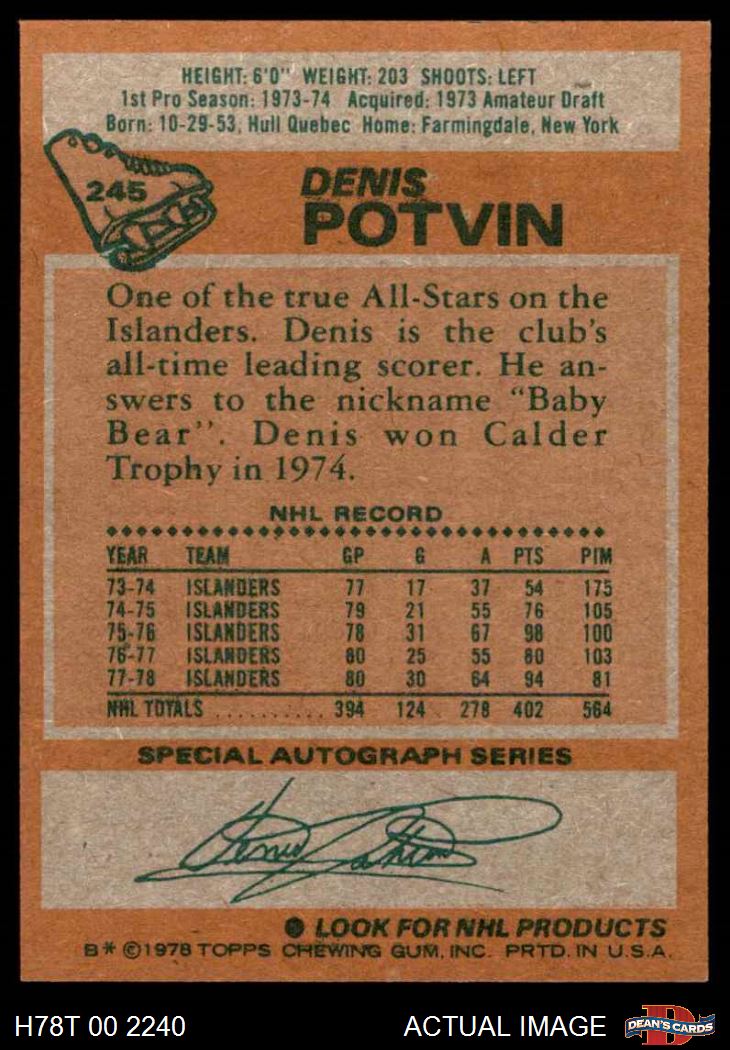 HEIGHT: 6'0" WEIGHT: 203 SHOOTS: LEFT
1st Pro Season: 1973-74 Acquired: 1973 Amateur Draft
Born: 10-29-53, Hull Quebec Home: Farmingdale, New York
245
DENIS
POTVIN
One of the true All-Stars on the
Islanders. Denis is the club's
all-time leading scorer. He an-
swers to the nickname "Baby
Bear". Denis won Calder
Trophy in 1974.
NHL RECORD
YEAR TEAM GP G A PTS PIM
73-74 ISLANDERS 77 17 37 54 175
74-75 ISLANDERS 79 21 55 76 105
75-76 ISLANDERS 78 31 67 98 100
76-77 ISLANDERS 80 25 55 80 103
77-78 ISLANDERS 80 30 64 94 81
NHL TOTALS .......... 394 124 278 402 564
SPECIAL AUTOGRAPH SERIES
Denis Potvin
LOOK FOR NHL PRODUCTS
B* ©1978 TOPPS CHEWING GUM, INC. PRTD. IN U.S.A.
H78T 00 2240 ACTUAL IMAGE D DEAN'S CARDS